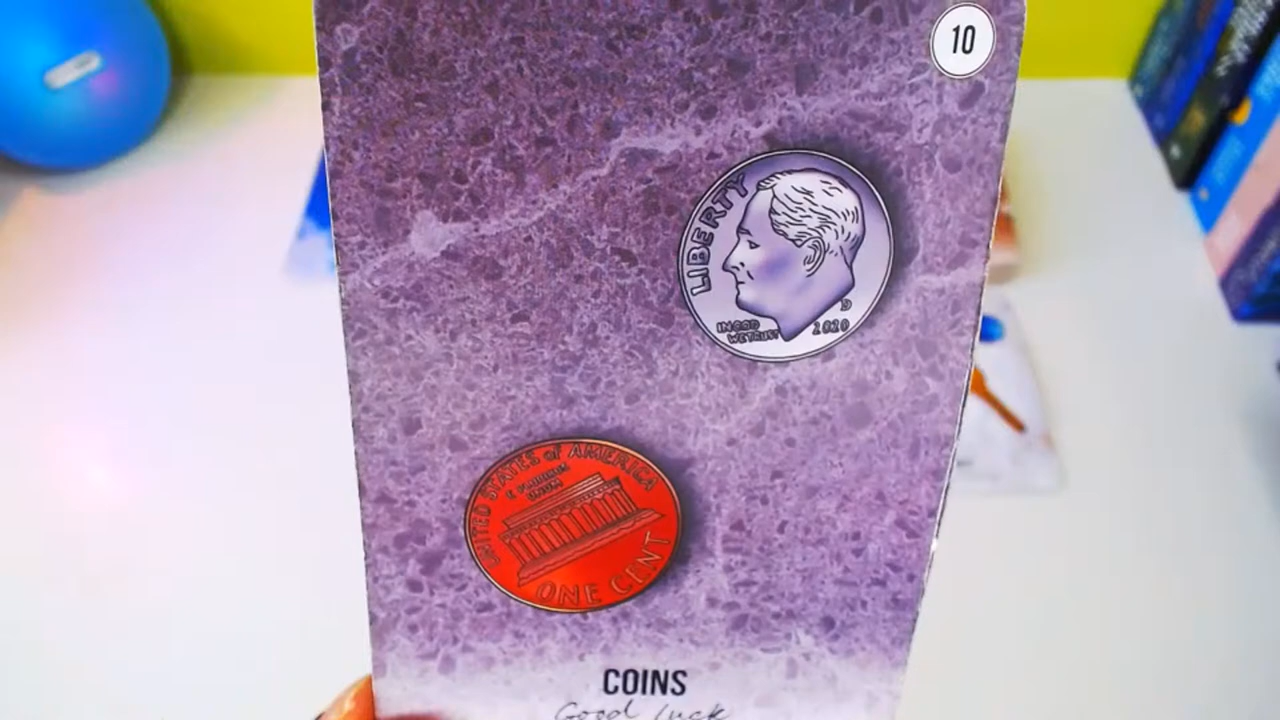 10
LIBERTY
IN GOD
WE TRUST
D
2020
UNITED STATES of AMERICA
E PLURIBUS
UNUM
ONE CENT
COINS
Good luck